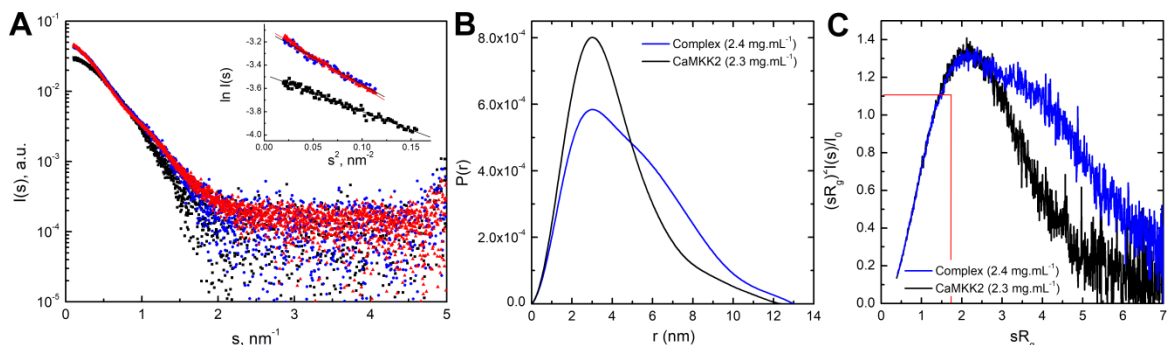 A
I(s), a.u.
10⁻¹
10⁻²
10⁻³
10⁻⁴
10⁻⁵
0 1 2 3 4 5
s, nm⁻¹
ln I(s)
-3.2
-3.4
-3.6
-3.8
-4.0
0.00 0.05 0.10 0.15
s², nm⁻²
B
P(r)
8.0x10⁻⁴
6.0x10⁻⁴
4.0x10⁻⁴
2.0x10⁻⁴
0.0
Complex (2.4 mg.mL⁻¹)
CaMKK2 (2.3 mg.mL⁻¹)
0 2 4 6 8 10 12 14
r (nm)
C
(sR_g)²I(s)/I₀
1.4
1.2
1.0
0.8
0.6
0.4
0.2
0.0
Complex (2.4 mg.mL⁻¹)
CaMKK2 (2.3 mg.mL⁻¹)
0 1 2 3 4 5 6 7
sR_g